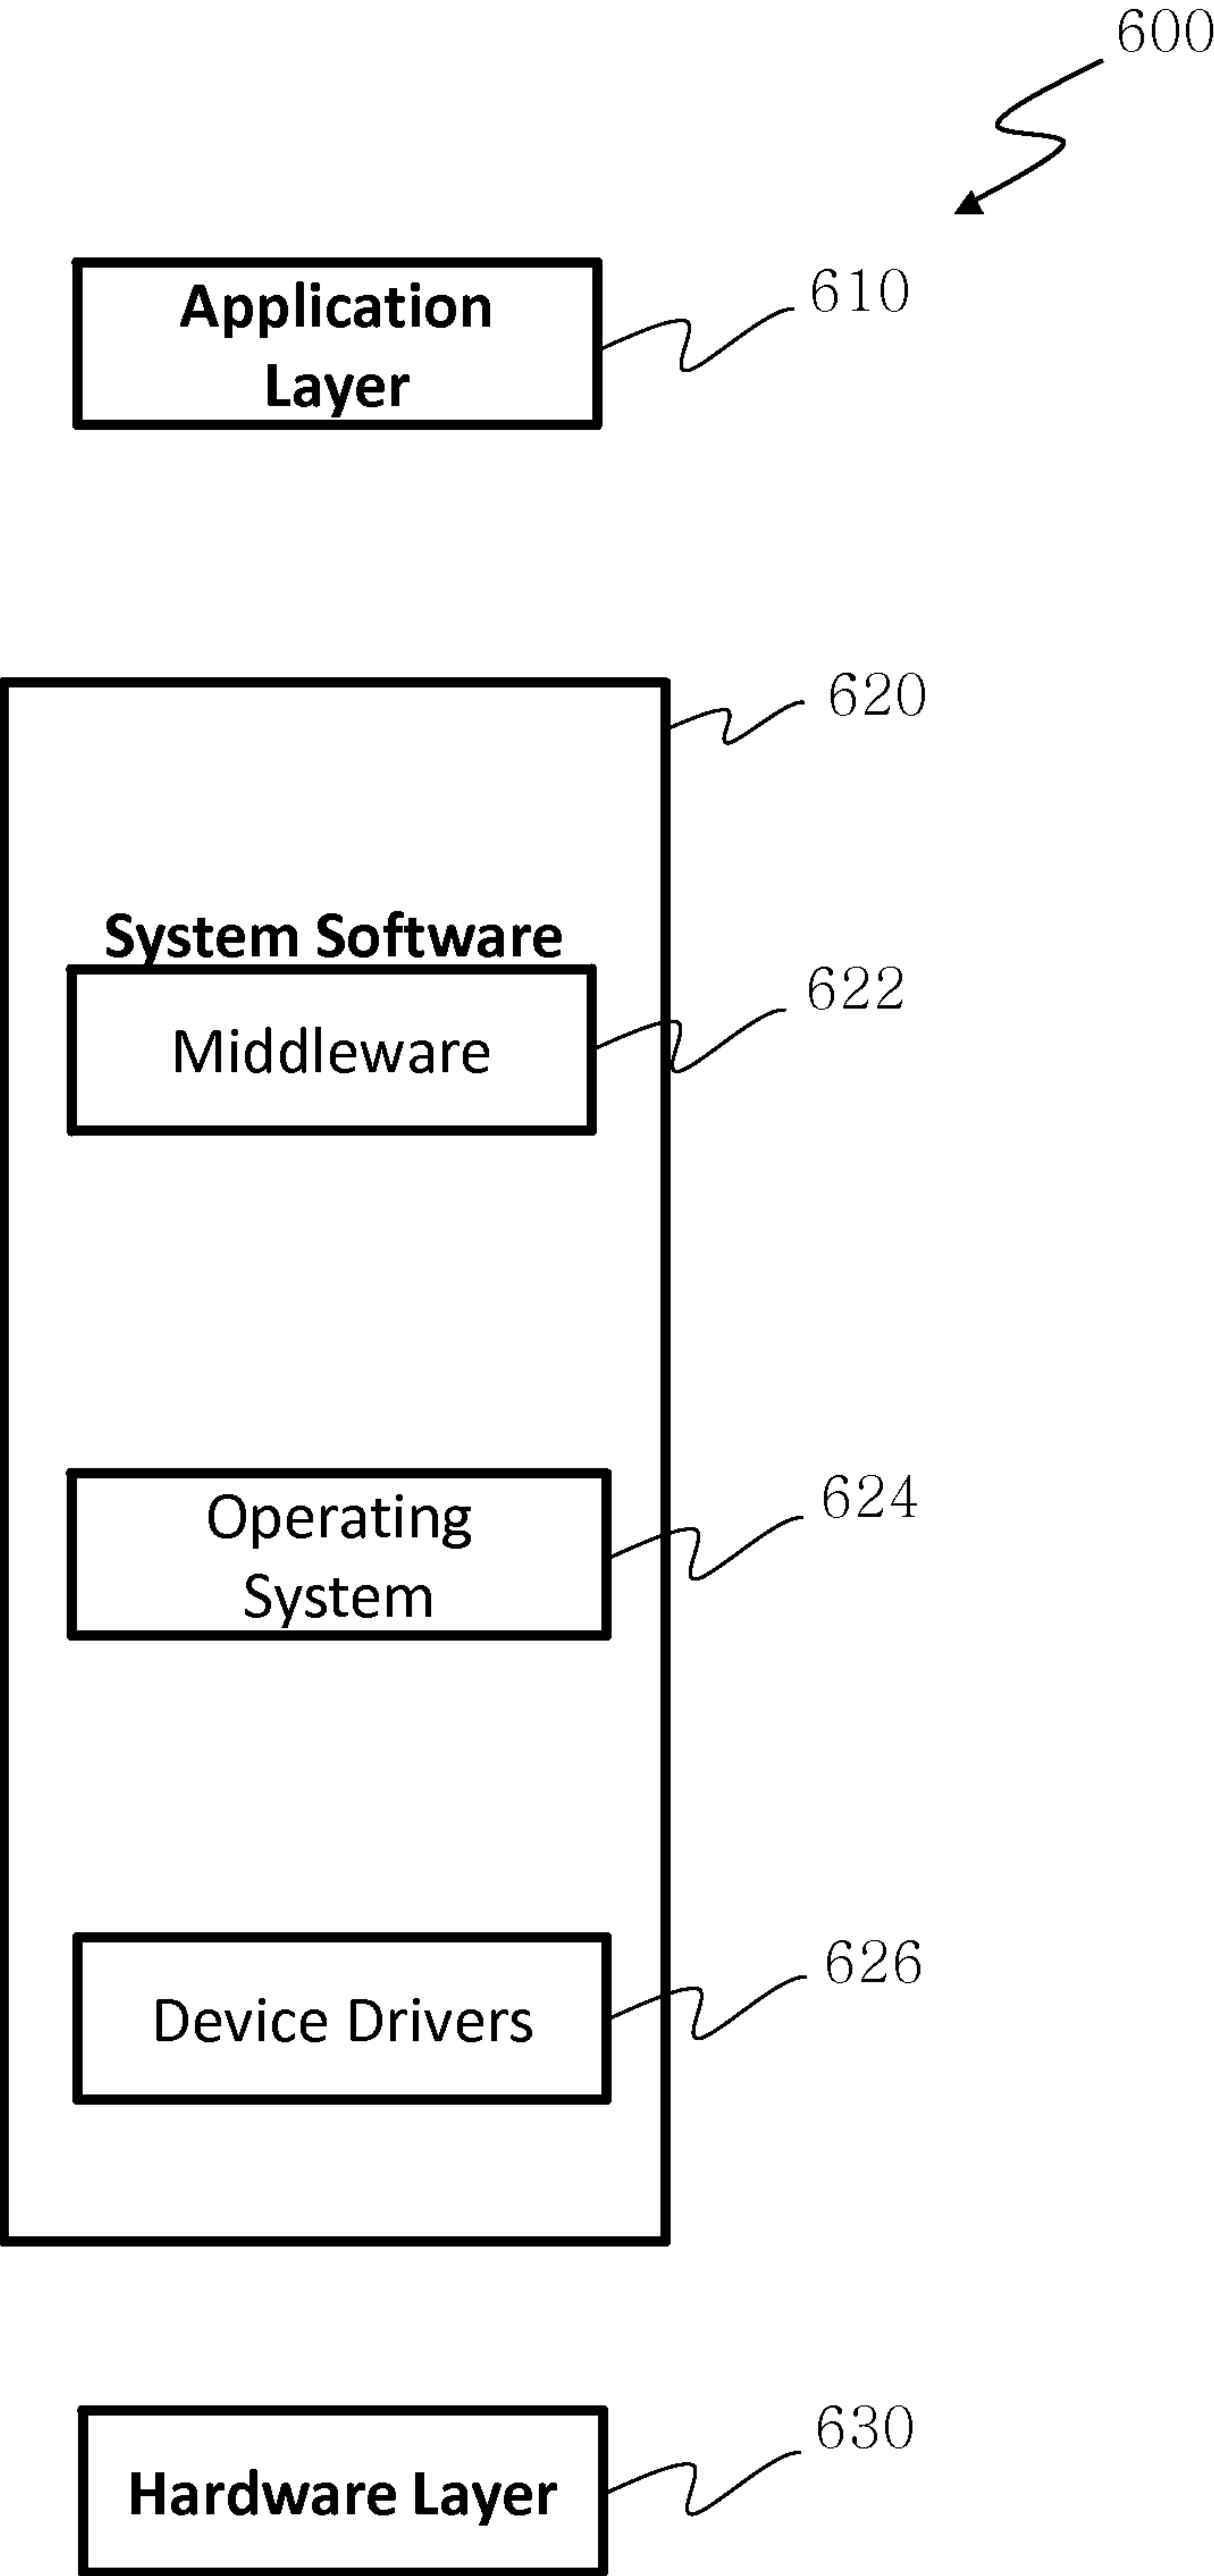 600
Application
Layer
610
620
System Software
Middleware
622
Operating
System
624
Device Drivers
626
Hardware Layer
630